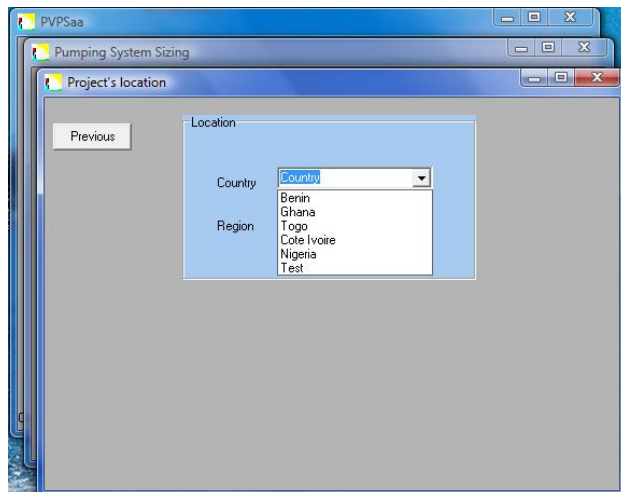 PVPSaa
Pumping System Sizing
Project's location
Previous
Location
Country
Country
Benin
Ghana
Region
Togo
Cote Ivoire
Nigeria
Test